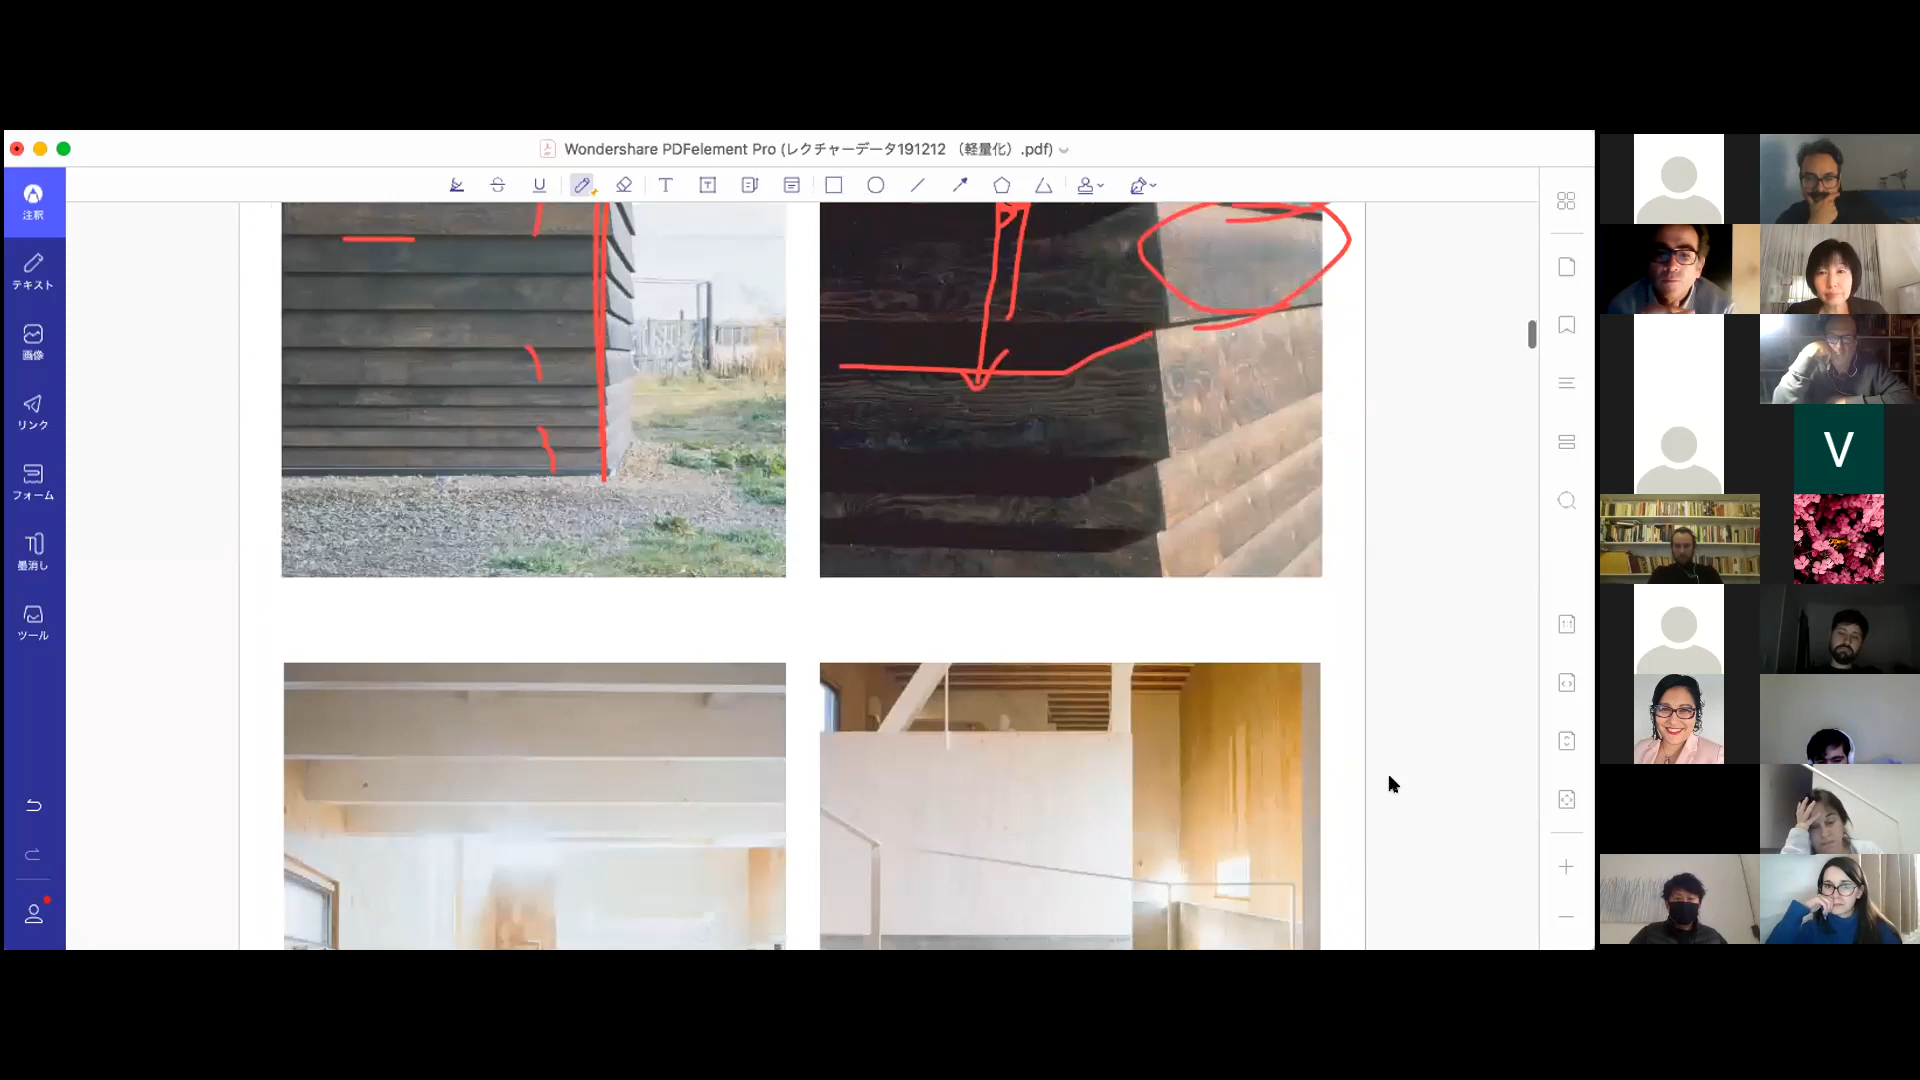 Wondershare PDFelement Pro (レクチャーデータ191212 （軽量化）.pdf)
注釈
テキスト
画像
リンク
フォーム
墨消し
ツール
V